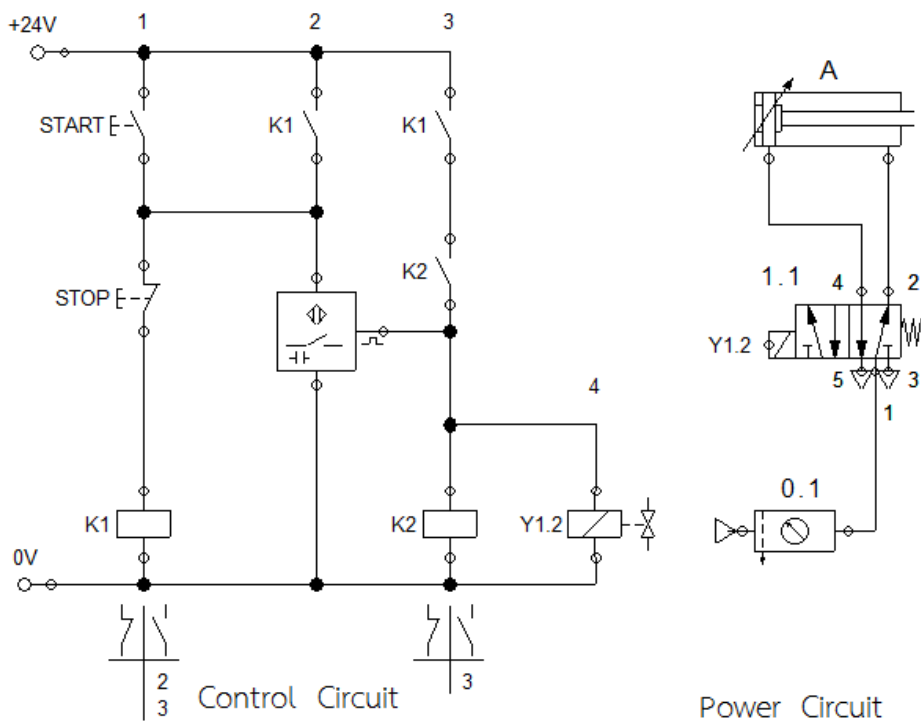 +24V
1
2
3
START
K1
K1
STOP
K2
4
K1
K2
Y1.2
0V
2
3
3
Control Circuit
A
1.1
4
2
Y1.2
5
3
1
0.1
Power Circuit